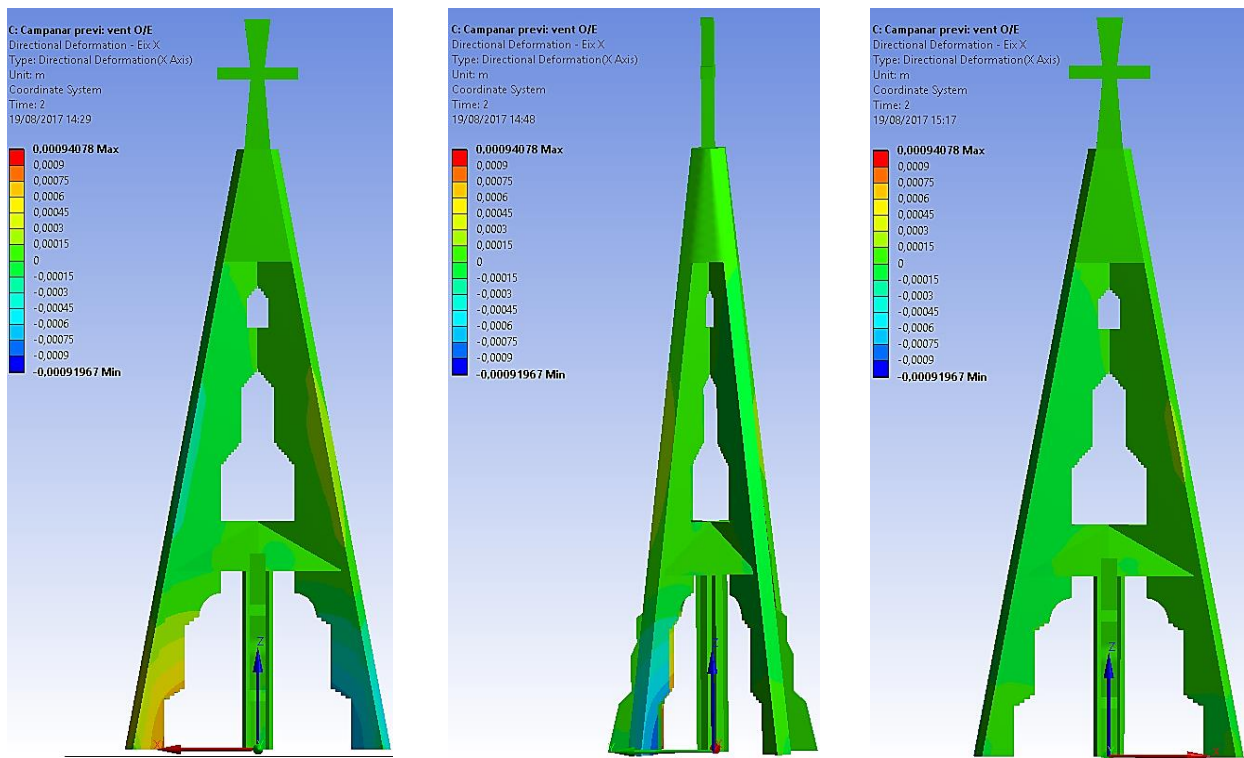 C: Campanar previ: vent O/E
Directional Deformation - Eix X
Type: Directional Deformation(X Axis)
Unit: m
Coordinate System
Time: 2
19/08/2017 14:29
0,00094078 Max
0,0009
0,00075
0,0006
0,00045
0,0003
0,00015
0
-0,00015
-0,0003
-0,00045
-0,0006
-0,00075
-0,0009
-0,00091967 Min
Z
X
C: Campanar previ: vent O/E
Directional Deformation - Eix X
Type: Directional Deformation(X Axis)
Unit: m
Coordinate System
Time: 2
19/08/2017 14:48
0,00094078 Max
0,0009
0,00075
0,0006
0,00045
0,0003
0,00015
0
-0,00015
-0,0003
-0,00045
-0,0006
-0,00075
-0,0009
-0,00091967 Min
Z
C: Campanar previ: vent O/E
Directional Deformation - Eix X
Type: Directional Deformation(X Axis)
Unit: m
Coordinate System
Time: 2
19/08/2017 15:17
0,00094078 Max
0,0009
0,00075
0,0006
0,00045
0,0003
0,00015
0
-0,00015
-0,0003
-0,00045
-0,0006
-0,00075
-0,0009
-0,00091967 Min
Z